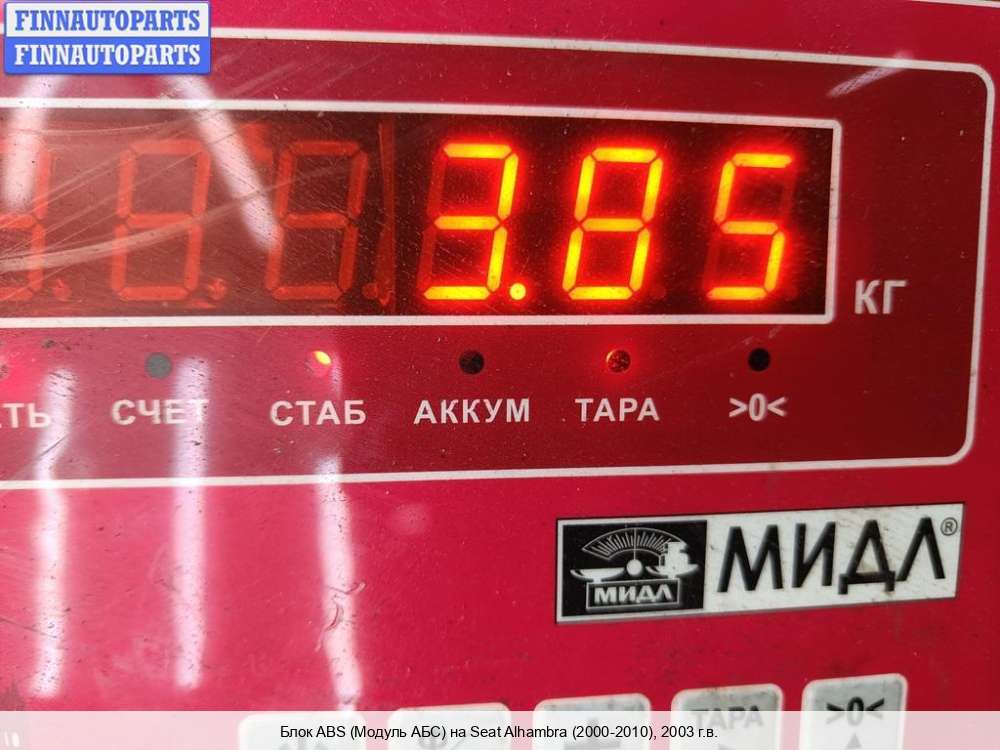 FINNAUTOPARTS
FINNAUTOPARTS
3.85
КГ
СЧЕТ СТАБ АККУМ ТАРА >0<
МИДЛ МИДЛ®
ТАРА >0<
Блок ABS (Модуль АБС) на Seat Alhambra (2000-2010), 2003 г.в.